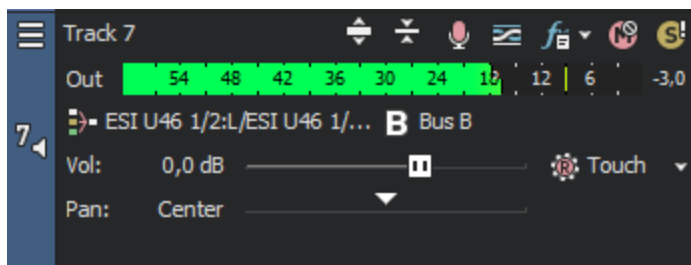 Track 7
Out 54 48 42 36 30 24 18 12 6 -3,0
7
ESI U46 1/2:L/ESI U46 1/... B Bus B
Vol: 0,0 dB R Touch
Pan: Center